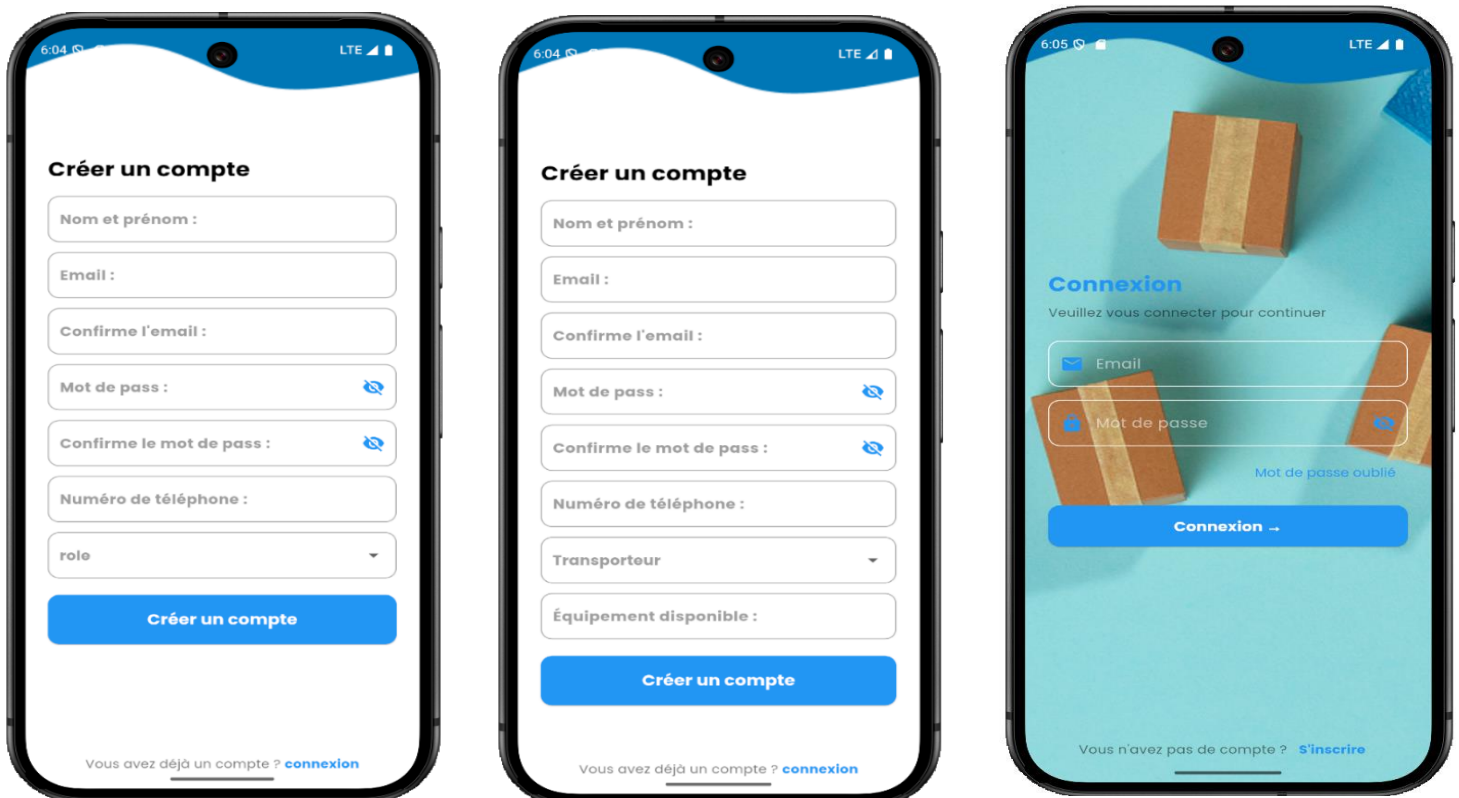 6:04
LTE
Créer un compte
Nom et prénom :
Email :
Confirme l'email :
Mot de pass :
Confirme le mot de pass :
Numéro de téléphone :
role
Créer un compte
Vous avez déjà un compte ? connexion
6:04
LTE
Créer un compte
Nom et prénom :
Email :
Confirme l'email :
Mot de pass :
Confirme le mot de pass :
Numéro de téléphone :
Transporteur
Équipement disponible :
Créer un compte
Vous avez déjà un compte ? connexion
6:05
LTE
Connexion
Veuillez vous connecter pour continuer
Email
Mot de passe
Mot de passe oublié
Connexion →
Vous n'avez pas de compte ? S'inscrire